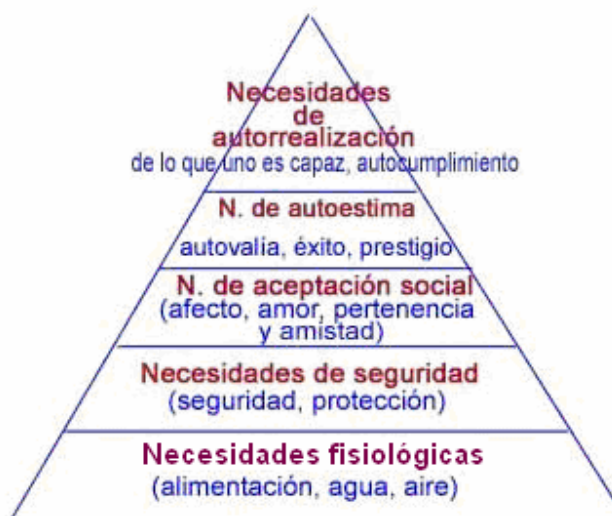 Necesidades
de
autorrealización
de lo que uno es capaz, autocumplimiento
N. de autoestima
autovalía, éxito, prestigio
N. de aceptación social
(afecto, amor, pertenencia
y amistad)
Necesidades de seguridad
(seguridad, protección)
Necesidades fisiológicas
(alimentación, agua, aire)